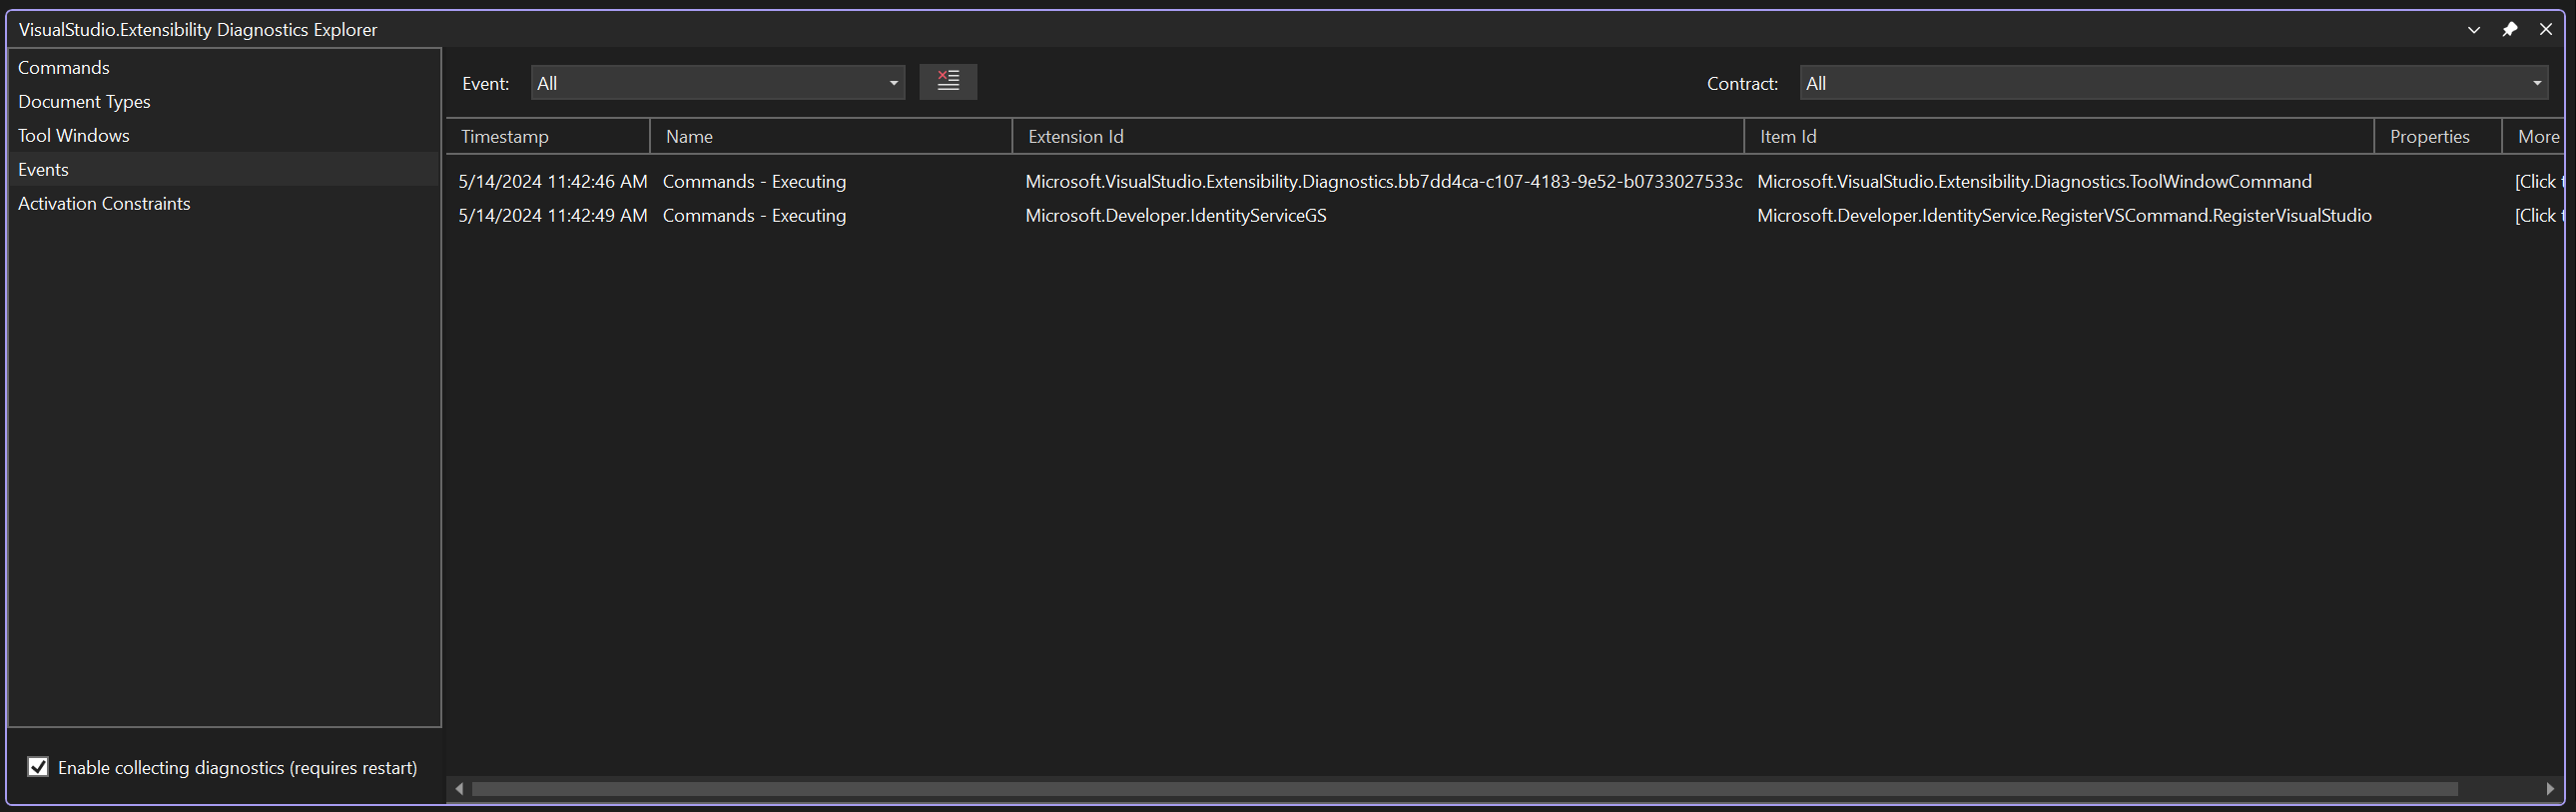 VisualStudio.Extensibility Diagnostics Explorer
Commands
Document Types
Tool Windows
Events
Activation Constraints
Enable collecting diagnostics (requires restart)
Event: All Contract: All
Timestamp Name Extension Id Item Id Properties More
5/14/2024 11:42:46 AM Commands - Executing Microsoft.VisualStudio.Extensibility.Diagnostics.bb7dd4ca-c107-4183-9e52-b0733027533c Microsoft.VisualStudio.Extensibility.Diagnostics.ToolWindowCommand [Click
5/14/2024 11:42:49 AM Commands - Executing Microsoft.Developer.IdentityServiceGS Microsoft.Developer.IdentityService.RegisterVSCommand.RegisterVisualStudio [Click